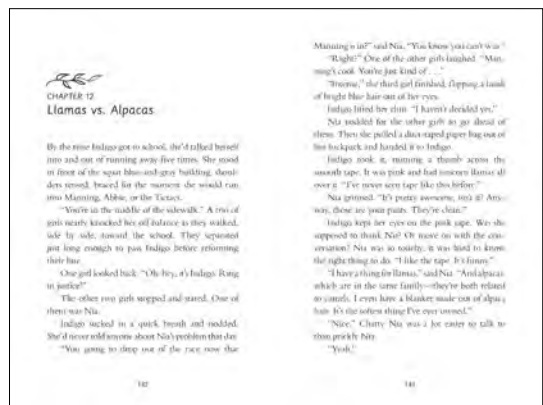 CHAPTER 12
Llamas vs. Alpacas
By the time Indigo got to school, she'd talked herself
into and out of running away five times. She stood
in front of the squat blue-and-gray building, shoul-
ders tensed, braced for the moment she would run
into Manning, Abbie, or the Tictacs.
"You're in the middle of the sidewalk." A trio of
girls nearly knocked her off balance as they walked,
side by side, toward the school. They separated
just long enough to pass Indigo before reforming
their line.
One girl looked back. "Oh hey, it's Indigo. Ring
in justice?"
The other two girls stopped and stared. One of
them was Nia.
Indigo sucked in a quick breath and nodded.
She'd never told anyone about Nia's problem that day.
"You going to drop out of the race now that
142
Manning is in?" said Nia. "You know you can't win."
"Right?" One of the other girls laughed. "Man-
ning's cool. You're just kind of . . ."
the third girl finished, flipping a hank
of bright blue hair out of her eyes.
Indigo lifted her chin. "I haven't decided yet."
Nia nodded for the other girls to go ahead of
them. Then she pulled a duct-taped paper bag out of
her backpack and handed it to Indigo.
Indigo took it, running a thumb across the
smooth tape. It was pink and had unicorn llamas all
over it. "I've never seen tape like this before."
Nia grinned. "It's pretty awesome, isn't it? Any-
way, those are your pants. They're clean."
Indigo kept her eyes on the pink tape. Was she
supposed to thank Nia? Or move on with the con-
versation? Nia was so touchy, it was hard to know
the right thing to do. "I like the tape. It's funny."
"I have a thing for llamas," said Nia. "And alpacas,
which are in the same family—they're both related
to camels. I even have a blanket made out of alpaca
hair. It's the softest thing I've ever owned."
"Nice." Chatty Nia was a lot easier to talk to
than prickly Nia.
"Yeah."
143